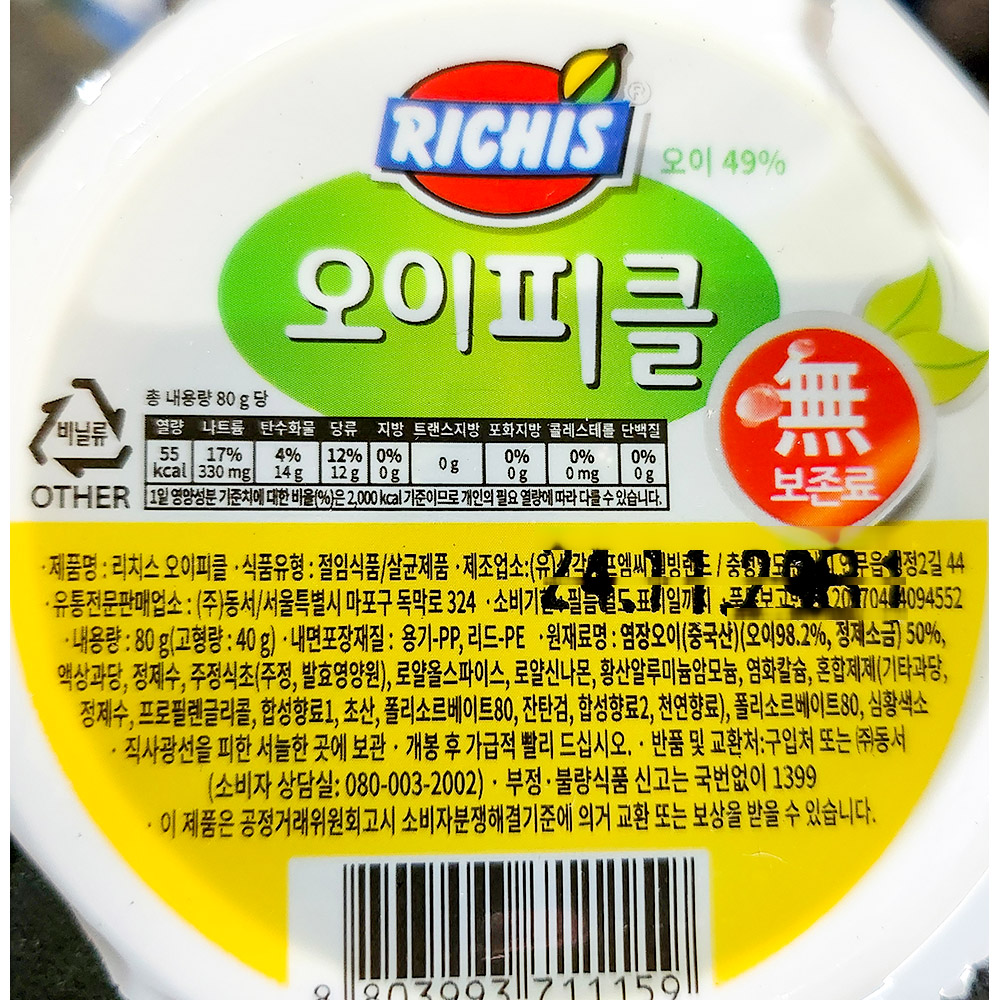 RICHIS
®
오이 49%
오이피클
無
보존료
비닐류
OTHER
총 내용량 80 g 당
열량 나트륨 탄수화물 당류 지방 트랜스지방 포화지방 콜레스테롤 단백질
55 kcal 17% 330 mg 4% 14 g 12% 12 g 0% 0 g 0 g 0% 0 g 0% 0 mg 0% 0 g
1일 영양성분 기준치에 대한 비율(%)은 2,000 kcal 기준이므로 개인의 필요 열량에 따라 다를 수 있습니다.
· 제품명 : 리치스 오이피클 · 식품유형 : 절임식품/살균제품 · 제조업소:(유) 44
· 유통전문판매업소 : (주)동서/서울특별시 마포구 독막로 324 · 소비기한
· 내용량 : 80 g(고형량 : 40 g) · 내면포장재질 : 용기-PP, 리드-PE · 원재료명 : 염장오이(중국산)(오이98.2%, 정제소금) 50%,
액상과당, 정제수, 주정식초(주정, 발효영양원), 로얄올스파이스, 로얄신나몬, 황산알루미늄암모늄, 염화칼슘, 혼합제제(기타과당,
정제수, 프로필렌글리콜, 합성향료1, 초산, 폴리소르베이트80, 잔탄검, 합성향료2, 천연향료), 폴리소르베이트80, 심황색소
· 직사광선을 피한 서늘한 곳에 보관 · 개봉 후 가급적 빨리 드십시오. · 반품 및 교환처:구입처 또는 ㈜동서
(소비자 상담실: 080-003-2002) · 부정·불량식품 신고는 국번없이 1399
· 이 제품은 공정거래위원회고시 소비자분쟁해결기준에 의거 교환 또는 보상을 받을 수 있습니다.
8 803993 711159